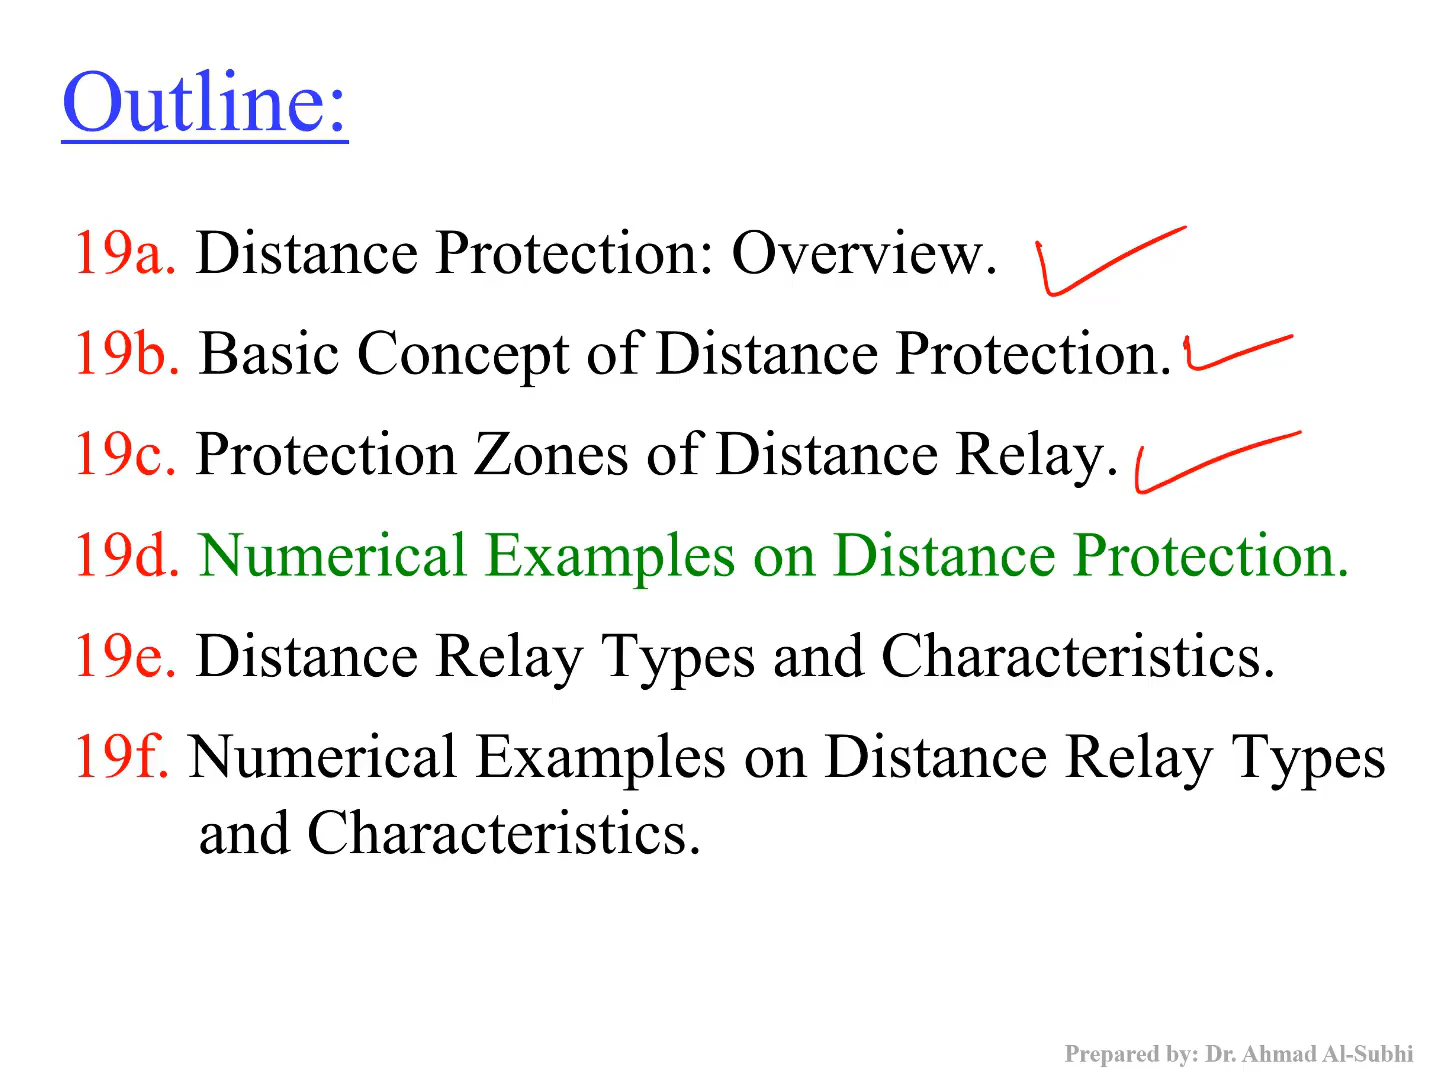 Outline:
19a. Distance Protection: Overview.
19b. Basic Concept of Distance Protection.
19c. Protection Zones of Distance Relay.
19d. Numerical Examples on Distance Protection.
19e. Distance Relay Types and Characteristics.
19f. Numerical Examples on Distance Relay Types
and Characteristics.
Prepared by: Dr. Ahmad Al-Subhi